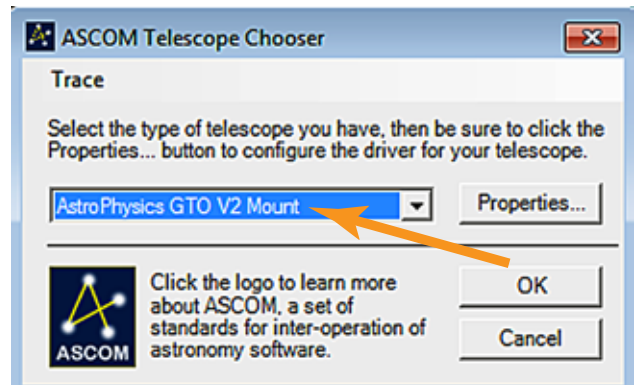 ASCOM Telescope Chooser
Trace
Select the type of telescope you have, then be sure to click the
Properties... button to configure the driver for your telescope.
AstroPhysics GTO V2 Mount
Properties...
Click the logo to learn more
about ASCOM, a set of
standards for inter-operation of
astronomy software.
ASCOM
OK
Cancel